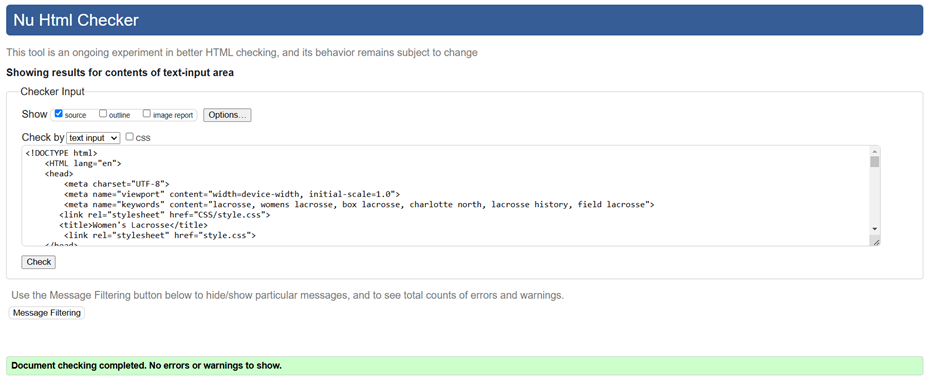 Nu Html Checker
This tool is an ongoing experiment in better HTML checking, and its behavior remains subject to change
Showing results for contents of text-input area
Checker Input
Show source outline image report Options...
Check by text input css
<!DOCTYPE html>
<HTML lang="en">
<head>
<meta charset="UTF-8">
<meta name="viewport" content="width=device-width, initial-scale=1.0">
<meta name="keywords" content="lacrosse, womens lacrosse, box lacrosse, charlotte north, lacrosse history, field lacrosse">
<link rel="stylesheet" href="CSS/style.css">
<title>Women's Lacrosse</title>
<link rel="stylesheet" href="style.css">
</head>
Check
Use the Message Filtering button below to hide/show particular messages, and to see total counts of errors and warnings.
Message Filtering
Document checking completed. No errors or warnings to show.